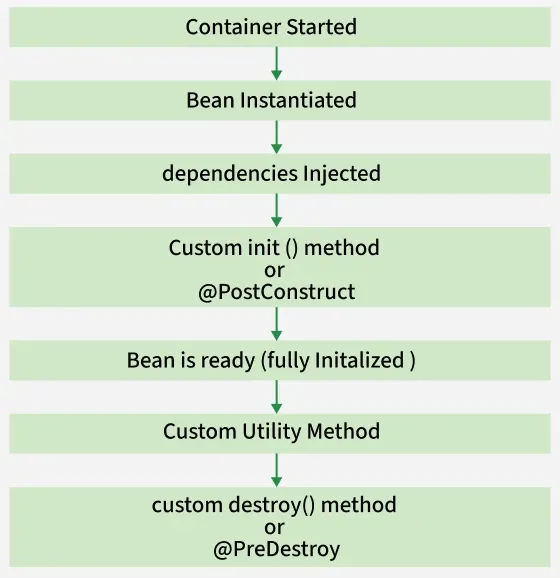 Container Started
Bean Instantiated
dependencies Injected
Custom init () method
or
@PostConstruct
Bean is ready (fully Initalized )
Custom Utility Method
custom destroy() method
or
@PreDestroy